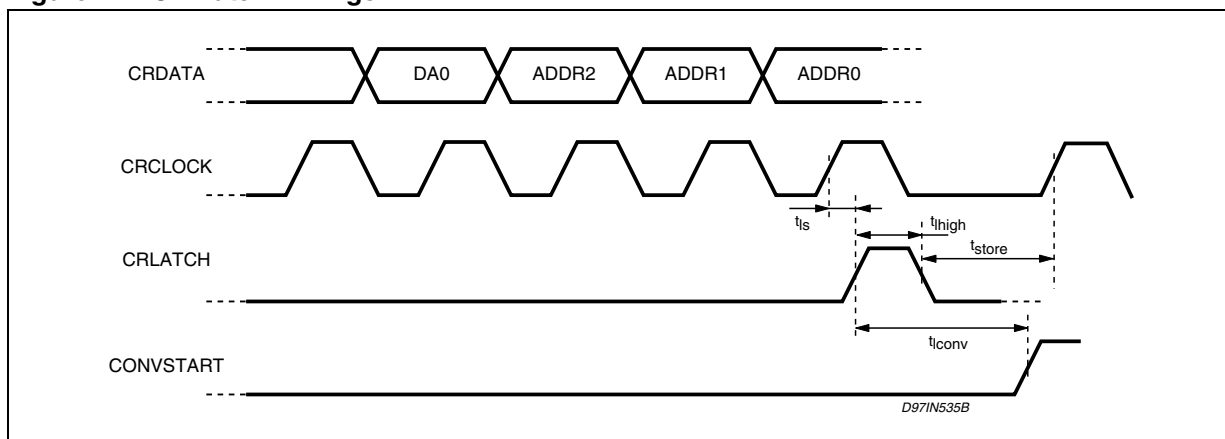 CRDATA
DA0
ADDR2
ADDR1
ADDR0
CRCLOCK
tls
tlhigh
tstore
CRLATCH
tlconv
CONVSTART
D97IN535B